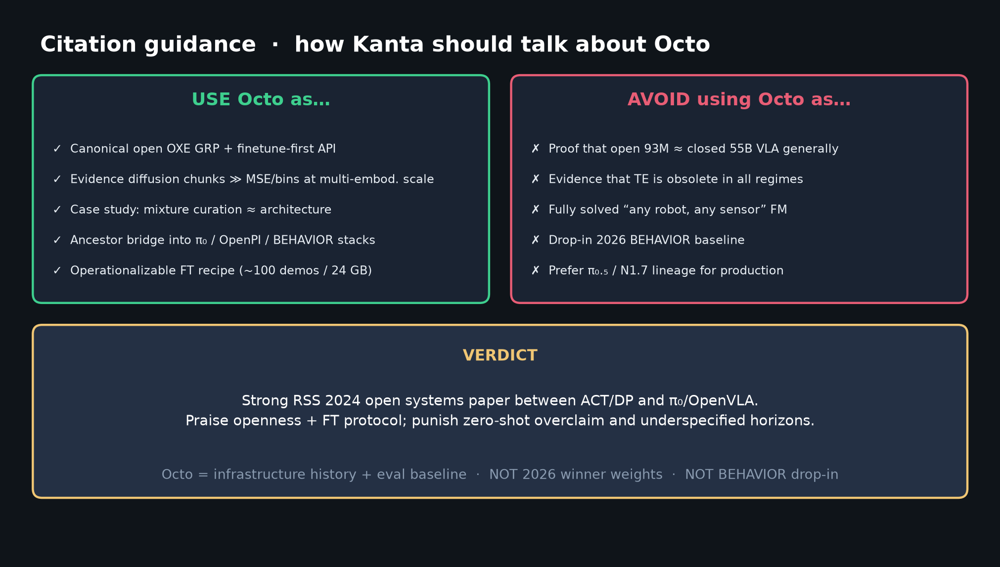 Citation guidance · how Kanta should talk about Octo
USE Octo as…
✓ Canonical open OXE GRP + finetune-first API
✓ Evidence diffusion chunks ≫ MSE/bins at multi-embod. scale
✓ Case study: mixture curation ≈ architecture
✓ Ancestor bridge into π₀ / OpenPI / BEHAVIOR stacks
✓ Operationalizable FT recipe (~100 demos / 24 GB)
AVOID using Octo as…
✗ Proof that open 93M ≈ closed 55B VLA generally
✗ Evidence that TE is obsolete in all regimes
✗ Fully solved “any robot, any sensor” FM
✗ Drop-in 2026 BEHAVIOR baseline
✗ Prefer π₀.₅ / N1.7 lineage for production
VERDICT
Strong RSS 2024 open systems paper between ACT/DP and π₀/OpenVLA.
Praise openness + FT protocol; punish zero-shot overclaim and underspecified horizons.
Octo = infrastructure history + eval baseline · NOT 2026 winner weights · NOT BEHAVIOR drop-in